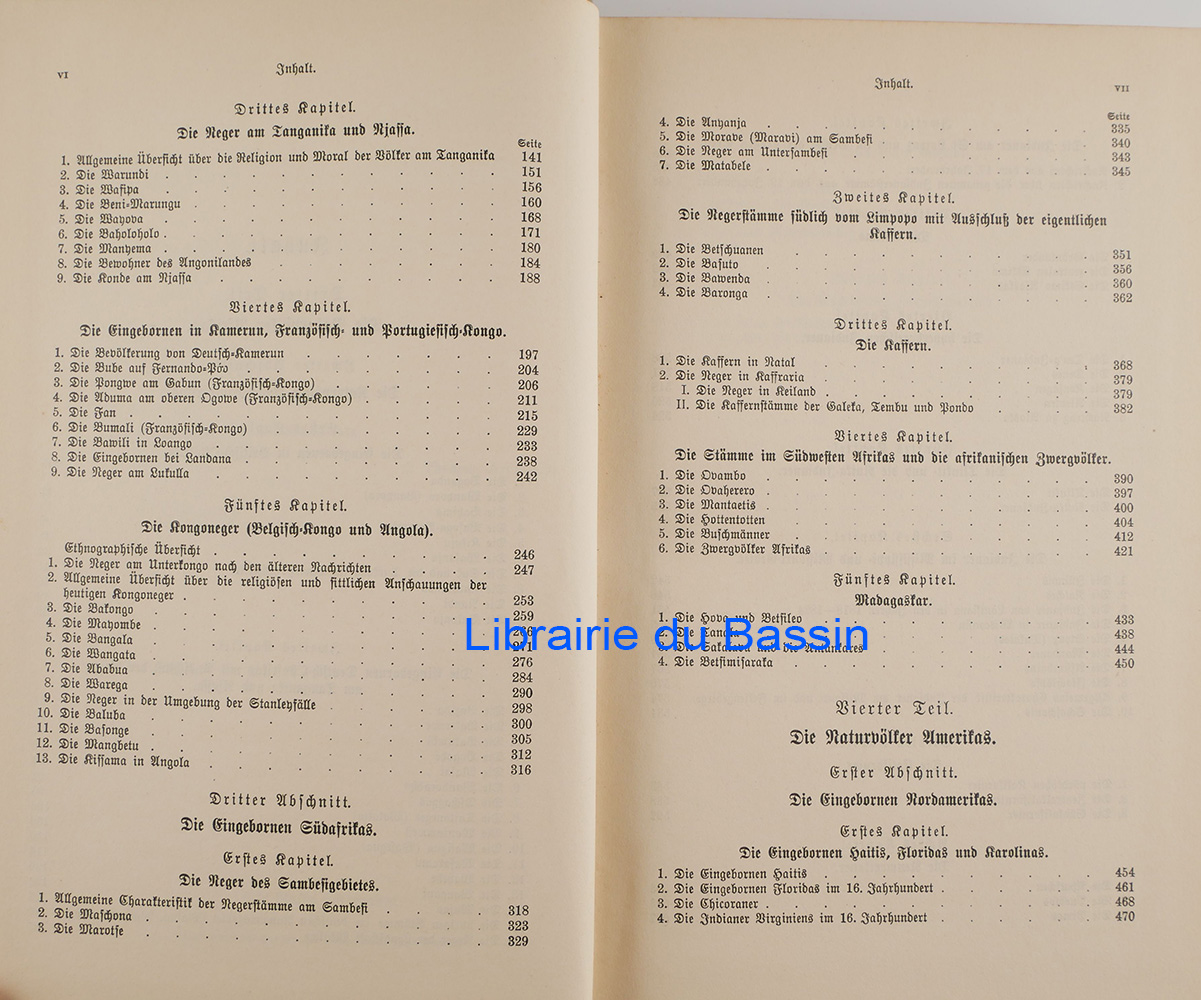 VI
Inhalt.
Drittes Kapitel.
Die Neger am Tanganika und Njassa.
Seite
1. Allgemeine Übersicht über die Religion und Moral der Völker am Tanganika 141
2. Die Warundi . . . . . . . . . . . . 151
3. Die Wafipa . . . . . . . . . . . . 156
4. Die Beni-Marungu . . . . . . . . . . . 160
5. Die Wayova . . . . . . . . . . . . 168
6. Die Baholoholo . . . . . . . . . . . . 171
7. Die Manyema . . . . . . . . . . . . 180
8. Die Bewohner des Angonilandes . . . . . . . . 184
9. Die Konde am Njassa . . . . . . . . . . 188
Viertes Kapitel.
Die Eingebornen in Kamerun, Französisch- und Portugiesisch-Kongo.
1. Die Bevölkerung von Deutsch-Kamerun . . . . . . . 197
2. Die Bube auf Fernando-Póo . . . . . . . . . 204
3. Die Pongwe am Gabun (Französisch-Kongo) . . . . . . 206
4. Die Aduma am oberen Ogowe (Französisch-Kongo) . . . . . 211
5. Die Fan . . . . . . . . . . . . . 215
6. Die Bumali (Französisch-Kongo) . . . . . . . . 229
7. Die Bawili in Loango . . . . . . . . . . 233
8. Die Eingebornen bei Landana . . . . . . . . . 238
9. Die Neger am Lukulla . . . . . . . . . . 242
Fünftes Kapitel.
Die Kongoneger (Belgisch-Kongo und Angola).
Ethnographische Übersicht . . . . . . . . . . 246
1. Die Neger am Unterkongo nach den älteren Nachrichten . . . . 247
2. Allgemeine Übersicht über die religiösen und sittlichen Anschauungen der
heutigen Kongoneger . . . . . . . . . . . 253
3. Die Bakongo . . . . . . . . . . . . 259
4. Die Mayombe . . . . . . . . . . . . 266
5. Die Bangala . . . . . . . . . . . . 271
6. Die Wangata . . . . . . . . . . . . 276
7. Die Ababua . . . . . . . . . . . . 284
8. Die Warega . . . . . . . . . . . . 290
9. Die Neger in der Umgebung der Stanleyfälle . . . . . . 298
10. Die Baluba . . . . . . . . . . . . 300
11. Die Basonge . . . . . . . . . . . . 305
12. Die Mangbetu . . . . . . . . . . . . 312
13. Die Kissama in Angola . . . . . . . . . . 316
Dritter Abschnitt.
Die Eingebornen Südafrikas.
Erstes Kapitel.
Die Neger des Sambesigebietes.
1. Allgemeine Charakteristik der Negerstämme am Sambesi . . . . 318
2. Die Maschona . . . . . . . . . . . . 323
3. Die Marotse . . . . . . . . . . . . 329
Inhalt.
VII
Seite
4. Die Anyanja . . . . . . . . . . . . 335
5. Die Morave (Maravi) am Sambesi . . . . . . . . 340
6. Die Neger am Untersambesi . . . . . . . . . 343
7. Die Matabele . . . . . . . . . . . . 345
Zweites Kapitel.
Die Negerstämme südlich vom Limpopo mit Ausschluß der eigentlichen
Kaffern.
1. Die Betschuanen . . . . . . . . . . . 351
2. Die Basuto . . . . . . . . . . . . 356
3. Die Bawenda . . . . . . . . . . . . 360
4. Die Baronga . . . . . . . . . . . . 362
Drittes Kapitel.
Die Kaffern.
1. Die Kaffern in Natal . . . . . . . . . . 368
2. Die Neger in Kaffraria . . . . . . . . . . 379
I. Die Neger in Keiland . . . . . . . . . . 379
II. Die Kaffernstämme der Galeka, Tembu und Pondo . . . . 382
Viertes Kapitel.
Die Stämme im Südwesten Afrikas und die afrikanischen Zwergvölker.
1. Die Ovambo . . . . . . . . . . . . 390
2. Die Ovaherero . . . . . . . . . . . . 397
3. Die Mantaetis . . . . . . . . . . . . 400
4. Die Hottentotten . . . . . . . . . . . 404
5. Die Buschmänner . . . . . . . . . . . 412
6. Die Zwergvölker Afrikas . . . . . . . . . . 421
Fünftes Kapitel.
Madagaskar.
1. Die Hova und Betsileo . . . . . . . . . . 433
2. Die Tanala . . . . . . . . . . . . 438
3. Die Sakalava und die Antankares . . . . . . . . 444
4. Die Betsimisaraka . . . . . . . . . . . 450
Vierter Teil.
Die Naturvölker Amerikas.
Erster Abschnitt.
Die Eingebornen Nordamerikas.
Erstes Kapitel.
Die Eingebornen Haitis, Floridas und Karolinas.
1. Die Eingebornen Haitis . . . . . . . . . . 454
2. Die Eingebornen Floridas im 16. Jahrhundert . . . . . . 461
3. Die Chicoraner . . . . . . . . . . . . 468
4. Die Indianer Virginiens im 16. Jahrhundert . . . . . . 470
Librairie du Bassin